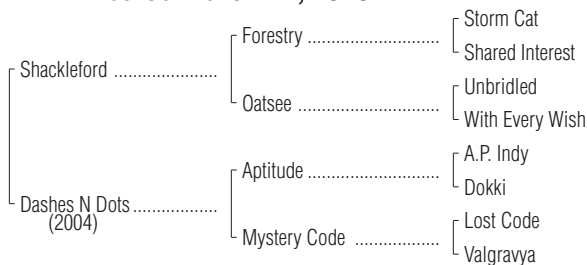 Storm Cat
Forestry
Shared Interest
Shackleford
Unbridled
Oatsee
With Every Wish
A.P. Indy
Aptitude
Dokki
Dashes N Dots
(2004)
Lost Code
Mystery Code
Valgravya